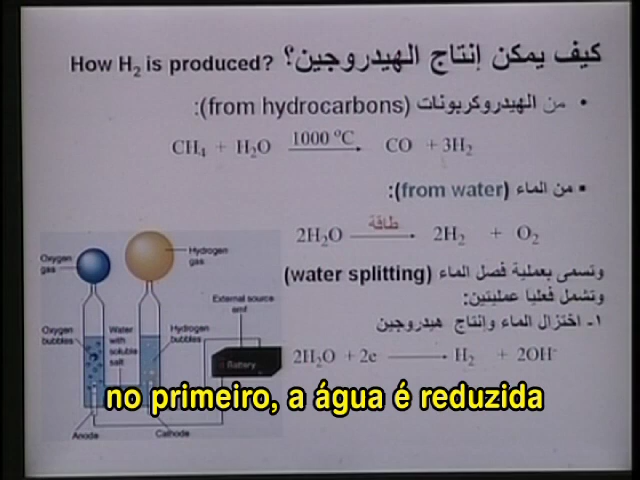 How H₂ is produced? كيف يمكن إنتاج الهيدروجين؟
• من الهيدروكربونات (from hydrocarbons):
CH₄ + H₂O 1000 °C → CO + 3H₂
▪ من الماء (from water):
2H₂O طاقة → 2H₂ + O₂
وتسمى بعملية فصل الماء (water splitting)
وتشمل فعليا عمليتين:
١- اختزال الماء وإنتاج هيدروجين
2H₂O + 2e → H₂ + 2OH⁻
Oxygen gas
Hydrogen gas
External source emf
Oxygen bubbles
Water with soluble salt
Hydrogen bubbles
Battery
Anode
Cathode
no primeiro, a água é reduzida